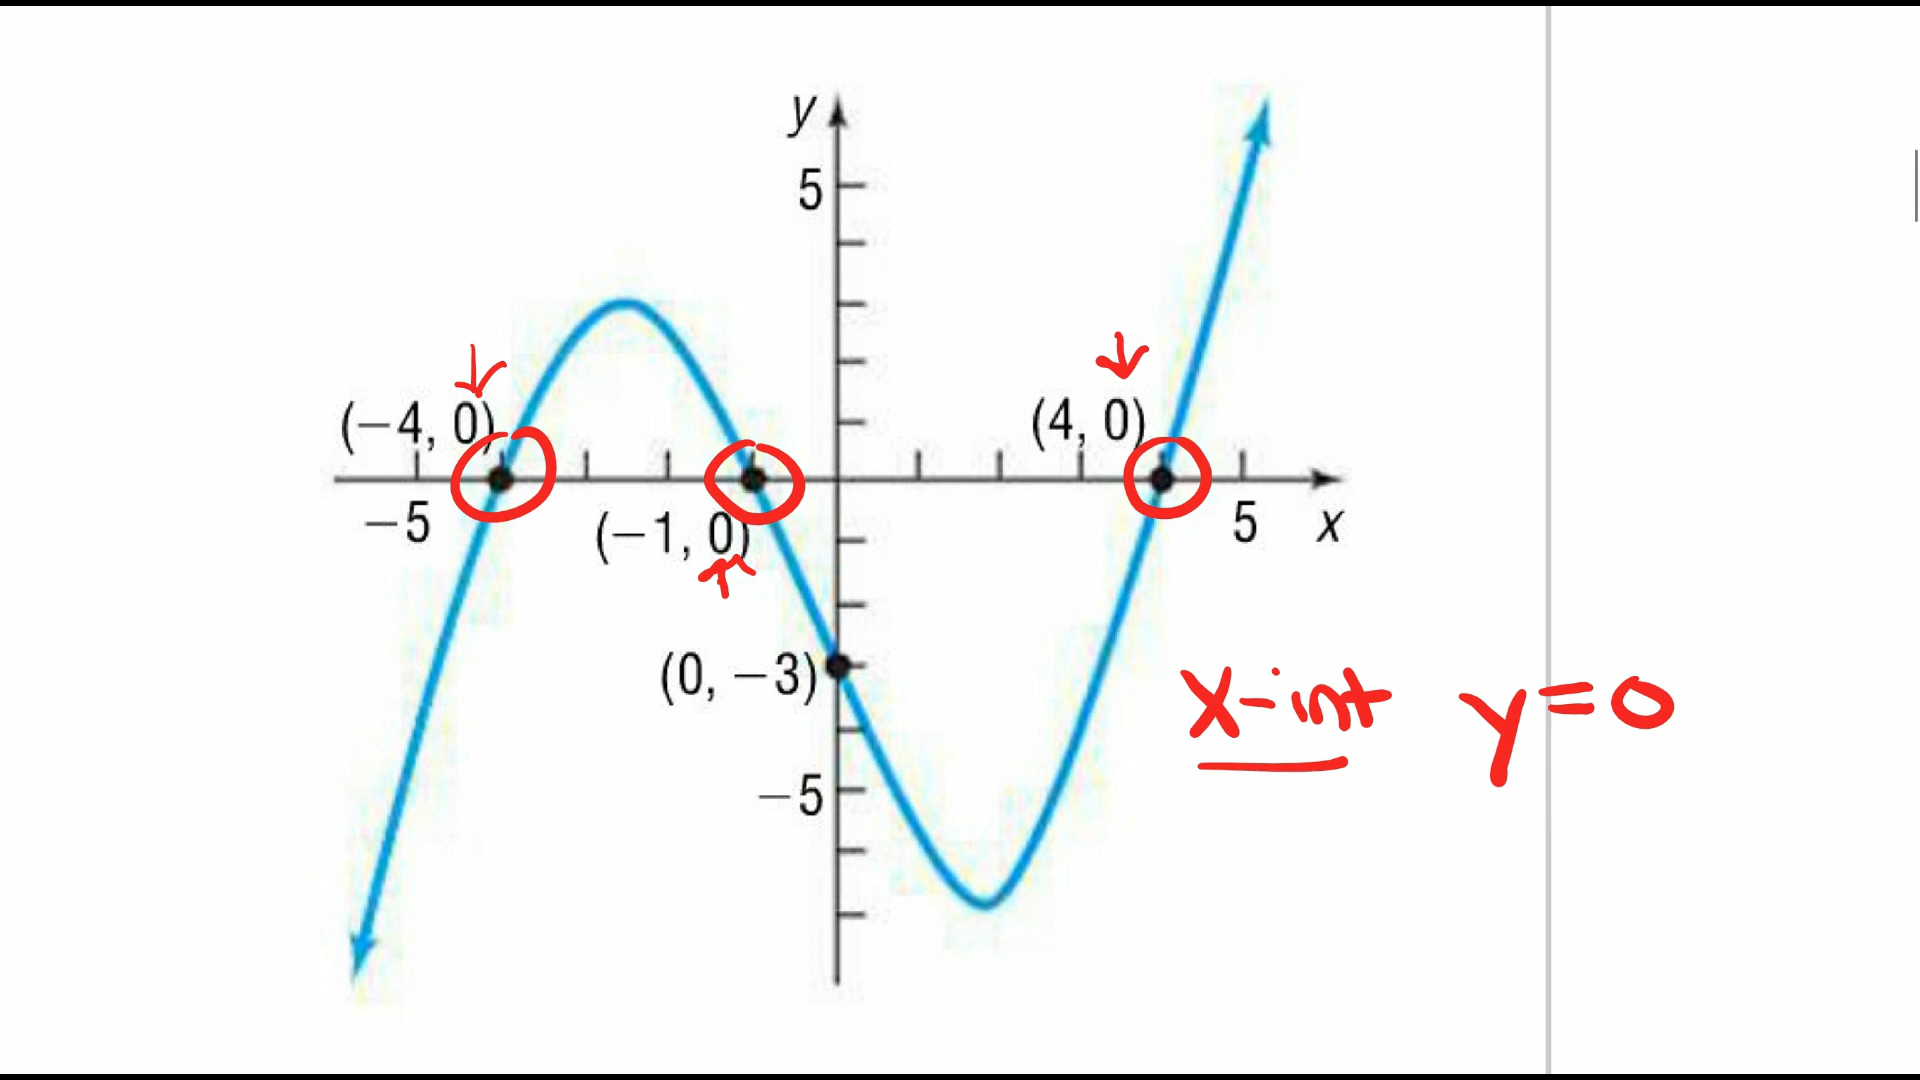 y
5
(−4, 0)
(4, 0)
−5
(−1, 0)
5
x
(0, −3)
x-int y=0
−5